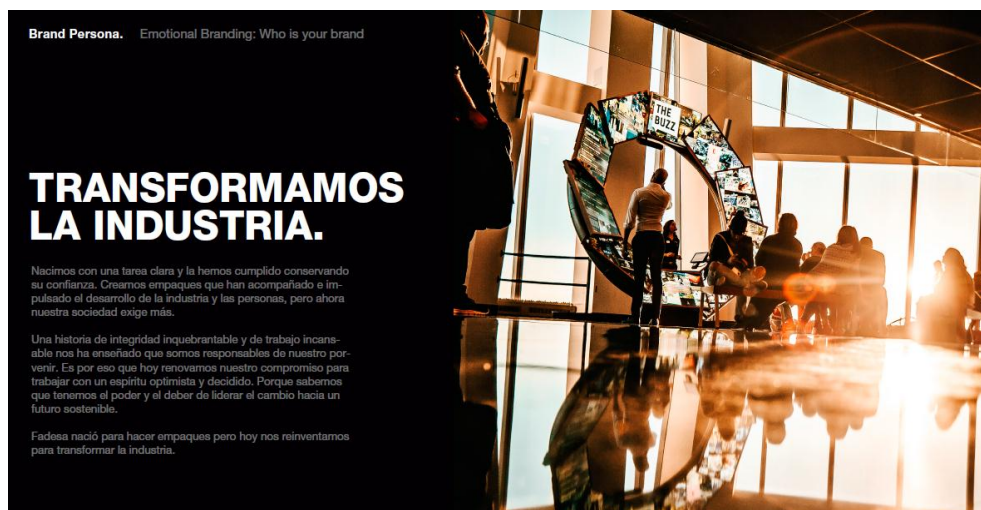 Brand Persona. Emotional Branding: Who is your brand
THE
BUZZ
TRANSFORMAMOS
LA INDUSTRIA.
Nacimos con una tarea clara y la hemos cumplido conservando
su confianza. Creamos empaques que han acompañado e im-
pulsado el desarrollo de la industria y las personas, pero ahora
nuestra sociedad exige más.
Una historia de integridad inquebrantable y de trabajo incans-
able nos ha enseñado que somos responsables de nuestro por-
venir. Es por eso que hoy renovamos nuestro compromiso para
trabajar con un espíritu optimista y decidido. Porque sabemos
que tenemos el poder y el deber de liderar el cambio hacia un
futuro sostenible.
Fadesa nació para hacer empaques pero hoy nos reinventamos
para transformar la industria.